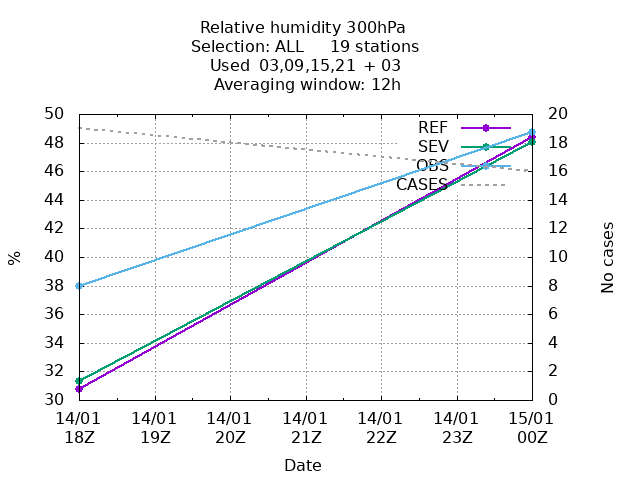 Relative humidity 300hPa
Selection: ALL 19 stations
Used 03,09,15,21 + 03
Averaging window: 12h
50
48
46
44
42
40
38
36
34
32
30
%
REF
SEV
OBS
CASES
20
18
16
14
12
10
8
6
4
2
0
No cases
14/01 14/01 14/01 14/01 14/01 14/01 15/01
18Z 19Z 20Z 21Z 22Z 23Z 00Z
Date